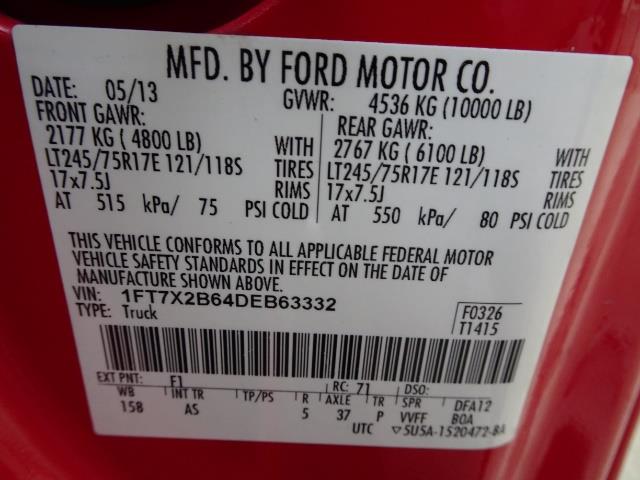 MFD. BY FORD MOTOR CO.
DATE: 05/13 GVWR: 4536 KG (10000 LB)
FRONT GAWR: REAR GAWR:
2177 KG ( 4800 LB) WITH 2767 KG ( 6100 LB) WITH
LT245/75R17E 121/118S TIRES LT245/75R17E 121/118S TIRES
17x7.5J RIMS 17x7.5J RIMS
AT 515 kPa/ 75 PSI COLD AT 550 kPa/ 80 PSI COLD
THIS VEHICLE CONFORMS TO ALL APPLICABLE FEDERAL MOTOR
VEHICLE SAFETY STANDARDS IN EFFECT ON THE DATE OF
MANUFACTURE SHOWN ABOVE.
VIN: 1FT7X2B64DEB63332 F0326
TYPE: Truck T1415
EXT PNT: F1 RC: 71 DSO:
WB INT TR TP/PS R AXLE TR SPR DFA12
158 AS 5 37 P VVFF BOA
UTC ▽5U5A-1520472-BA